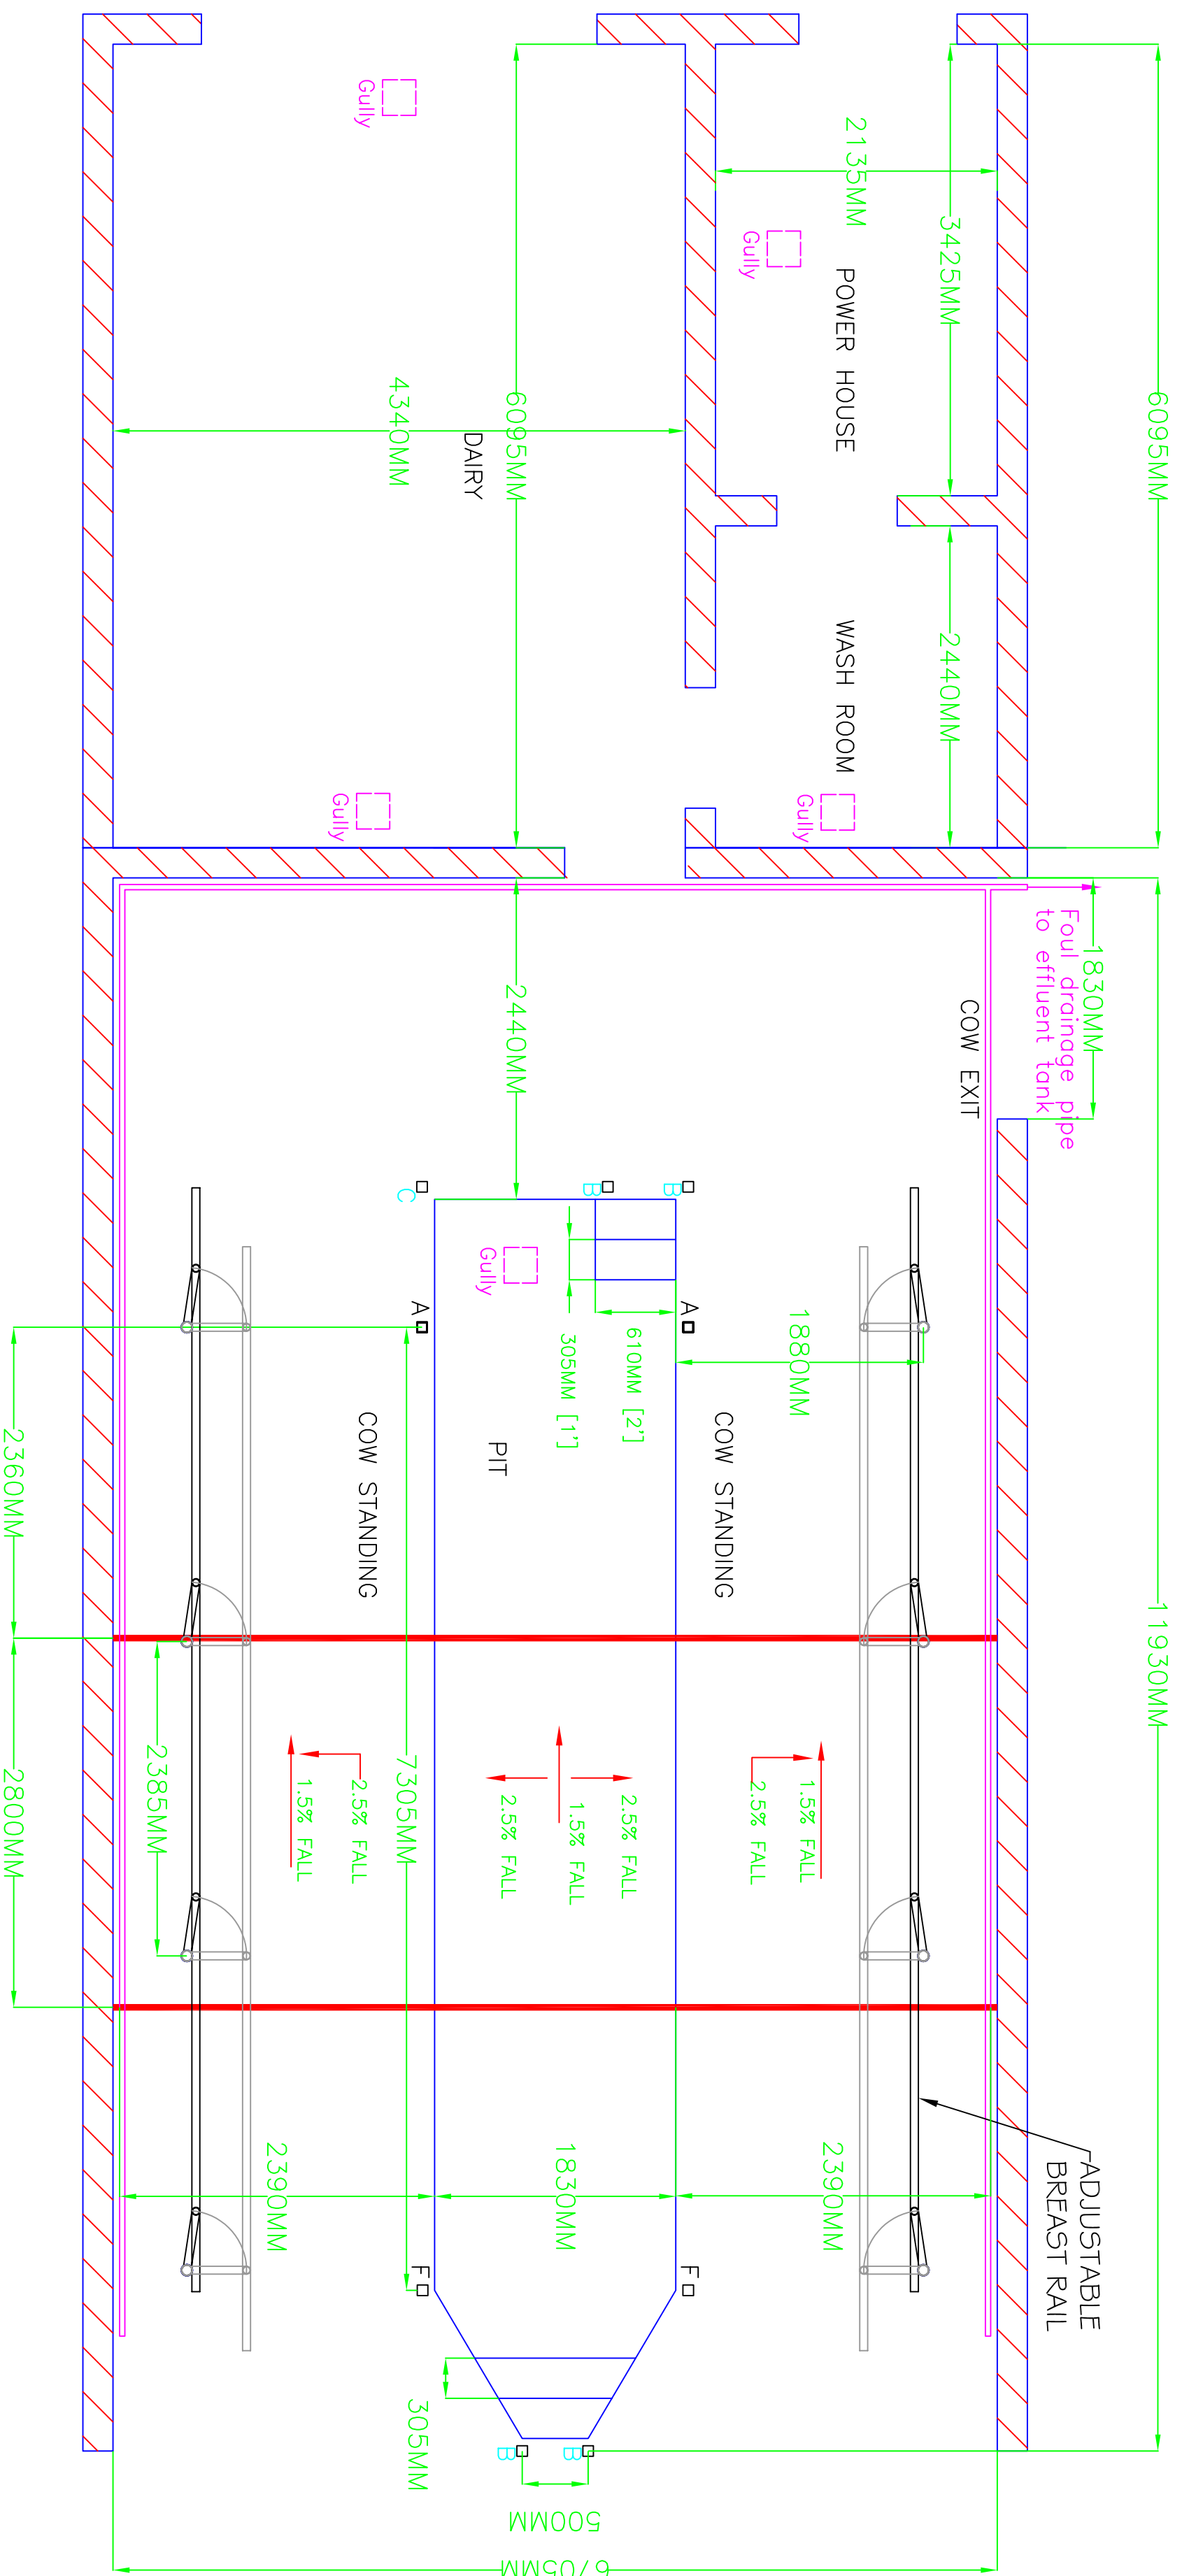 6095MM
11930MM
3425MM
2440MM
1830MM
Foul drainage pipe
to effluent tank
ADJUSTABLE
BREAST RAIL
2135MM
POWER HOUSE
WASH ROOM
COW EXIT
Gully
Gully
1880MM
COW STANDING
1.5% FALL
2.5% FALL
2390MM
B
A
F
B
610MM [2']
305MM [1']
2.5% FALL
1.5% FALL
2.5% FALL
1830MM
B
500MM
6705MM
6095MM
2440MM
DAIRY
Gully
PIT
B
4340MM
C
A
7305MM
F
305MM
Gully
COW STANDING
2.5% FALL
1.5% FALL
2390MM
Gully
2385MM
2360MM
2800MM